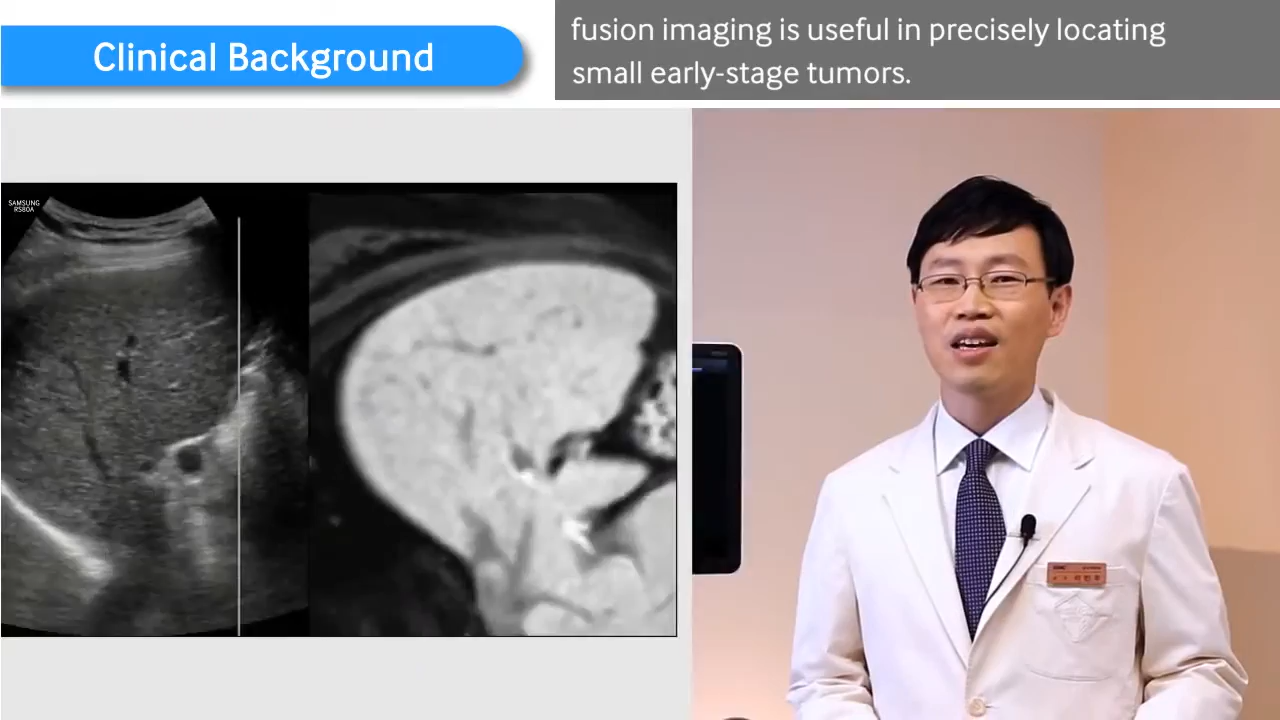 Clinical Background
fusion imaging is useful in precisely locating
small early-stage tumors.
SAMSUNG
RS80A